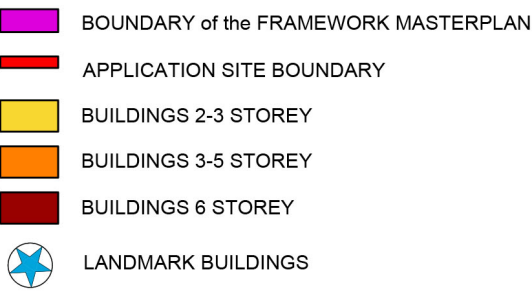 BOUNDARY of the FRAMEWORK MASTERPLAN
APPLICATION SITE BOUNDARY
BUILDINGS 2-3 STOREY
BUILDINGS 3-5 STOREY
BUILDINGS 6 STOREY
LANDMARK BUILDINGS